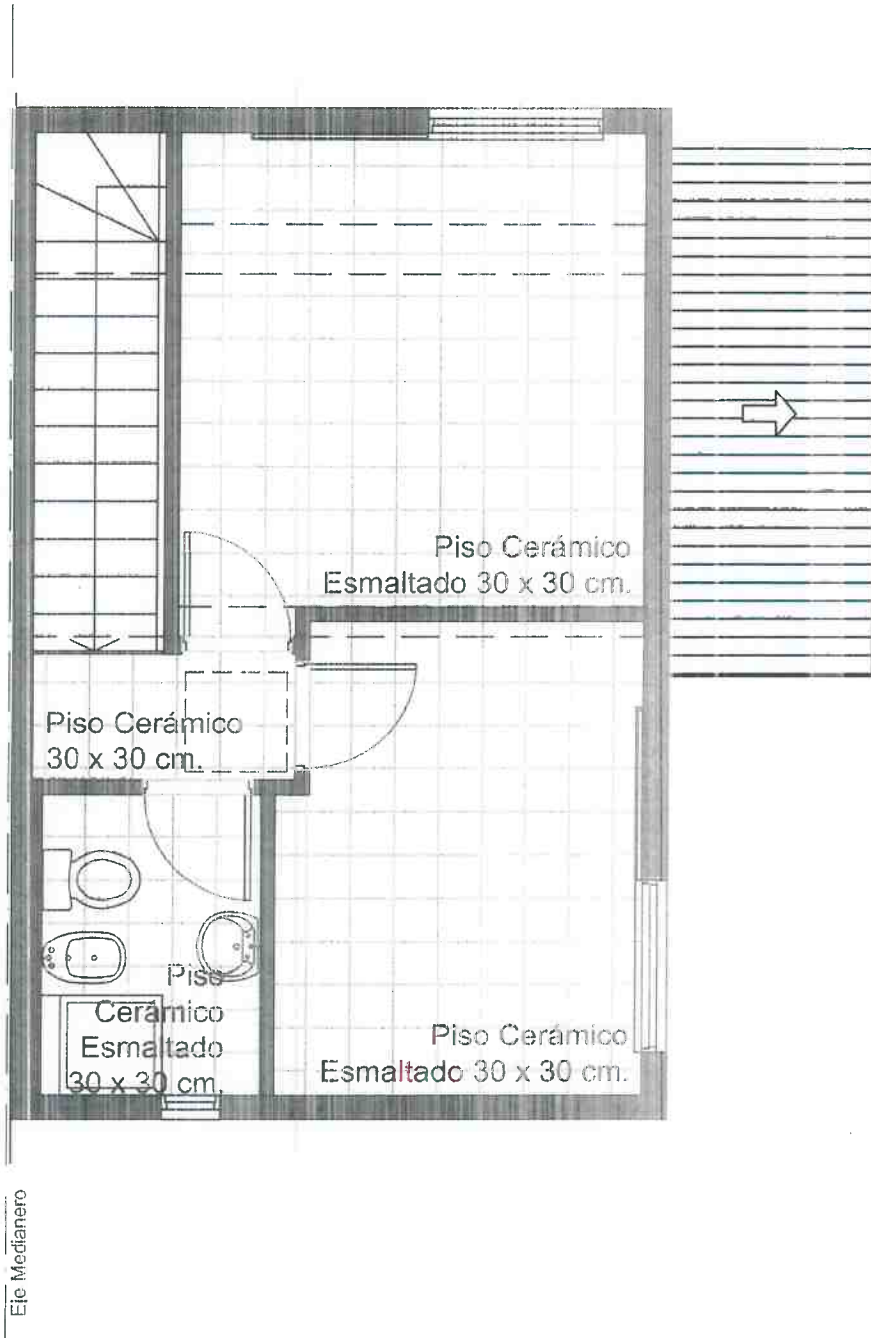 Piso Cerámico
Esmaltado 30 x 30 cm.
Piso Cerámico
30 x 30 cm.
Piso
Cerámico
Esmaltado
30 x 30 cm.
Piso Cerámico
Esmaltado 30 x 30 cm.
Eje Medianero